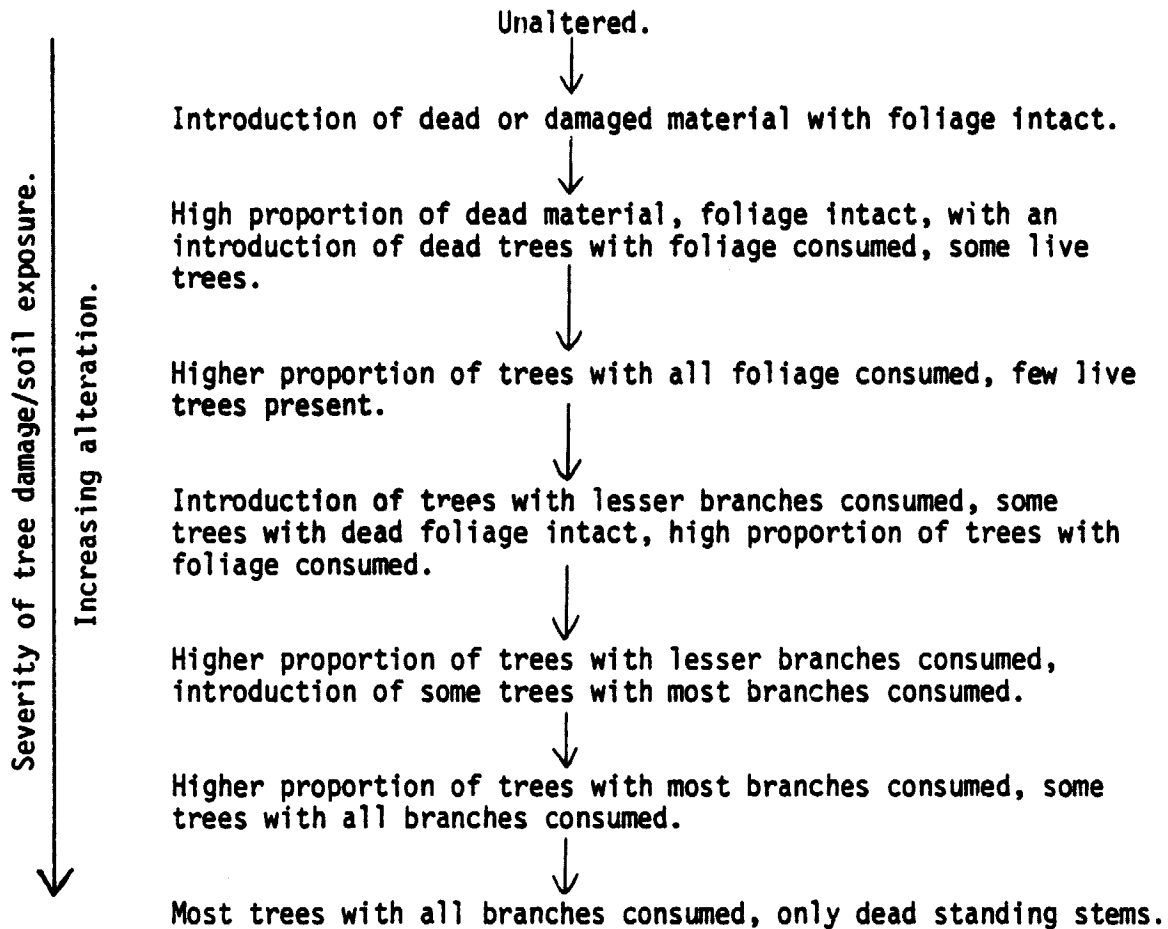 Unaltered.
Introduction of dead or damaged material with foliage intact.
High proportion of dead material, foliage intact, with an
introduction of dead trees with foliage consumed, some live
trees.
Higher proportion of trees with all foliage consumed, few live
trees present.
Introduction of trees with lesser branches consumed, some
trees with dead foliage intact, high proportion of trees with
foliage consumed.
Higher proportion of trees with lesser branches consumed,
introduction of some trees with most branches consumed.
Higher proportion of trees with most branches consumed, some
trees with all branches consumed.
Most trees with all branches consumed, only dead standing stems.
Severity of tree damage/soil exposure.
Increasing alteration.